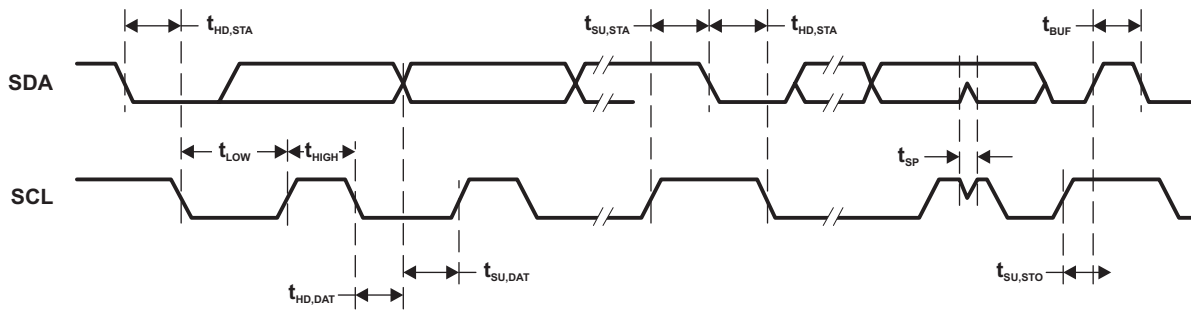 tHD,STA
tSU,STA
tHD,STA
tBUF
SDA
tLOW
tHIGH
tSP
SCL
tSU,DAT
tSU,STO
tHD,DAT